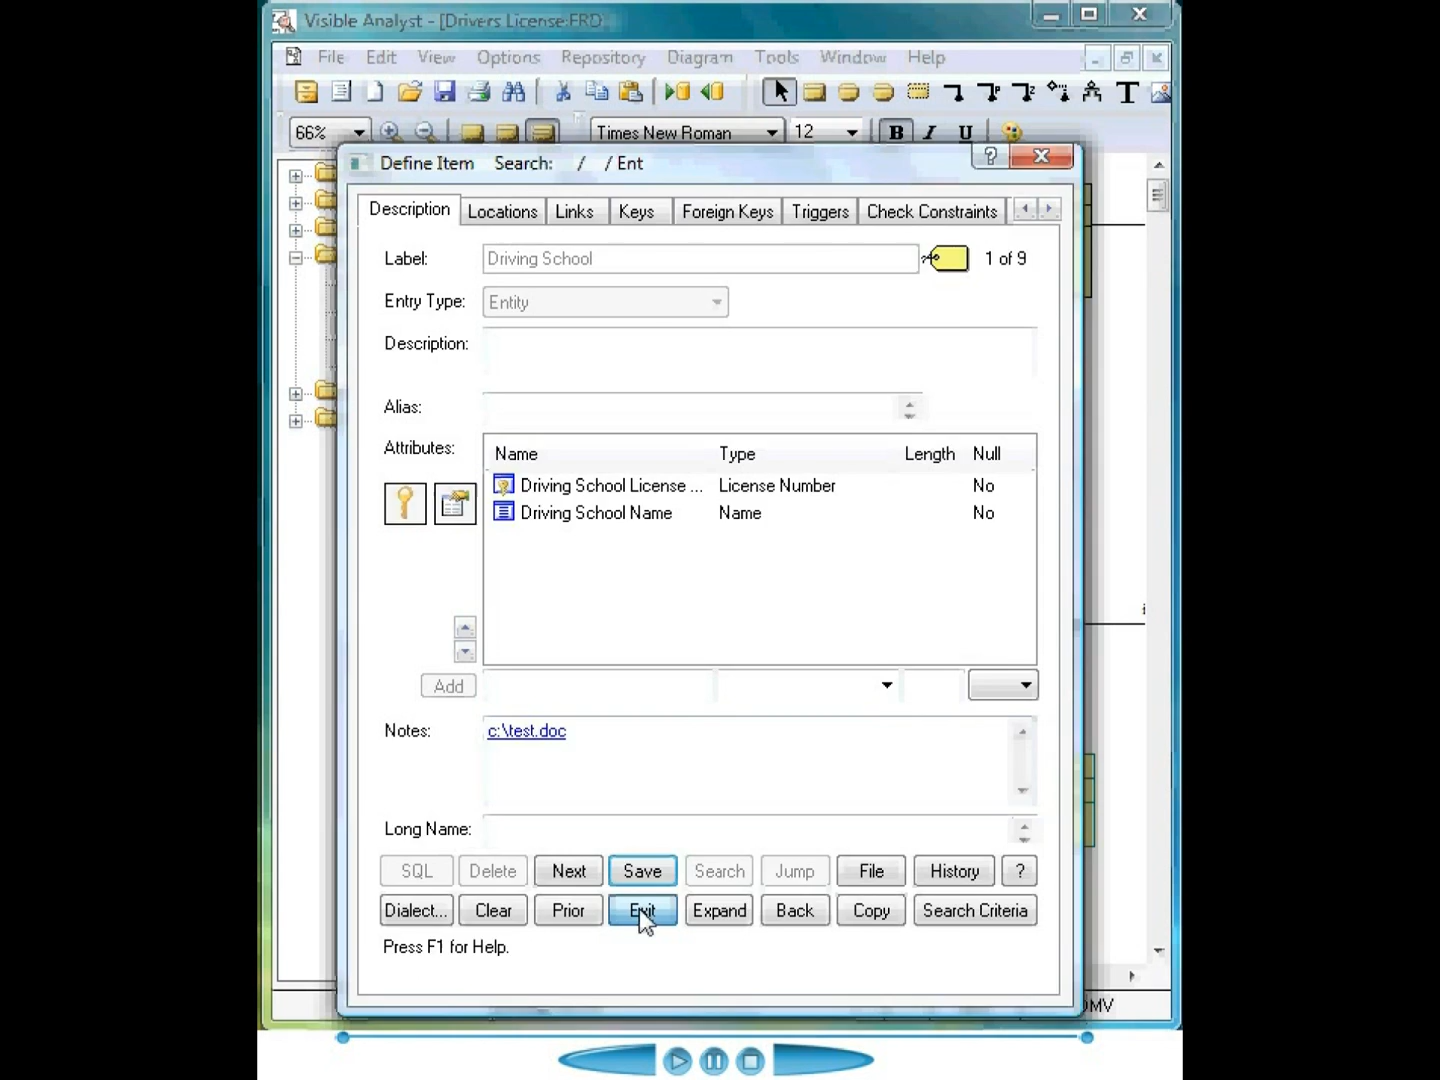 Visible Analyst - [Drivers License:FRD
File Edit View Options Repository Diagram Tools Window Help
66% Times New Roman 12 B I U
Define Item Search: / / Ent
Description Locations Links Keys Foreign Keys Triggers Check Constraints
Label: Driving School 1 of 9
Entry Type: Entity
Description:
Alias:
Attributes: Name Type Length Null
Driving School License ... License Number No
Driving School Name Name No
Add
Notes: c:\test.doc
Long Name:
SQL Delete Next Save Search Jump File History ?
Dialect... Clear Prior Exit Expand Back Copy Search Criteria
Press F1 for Help.